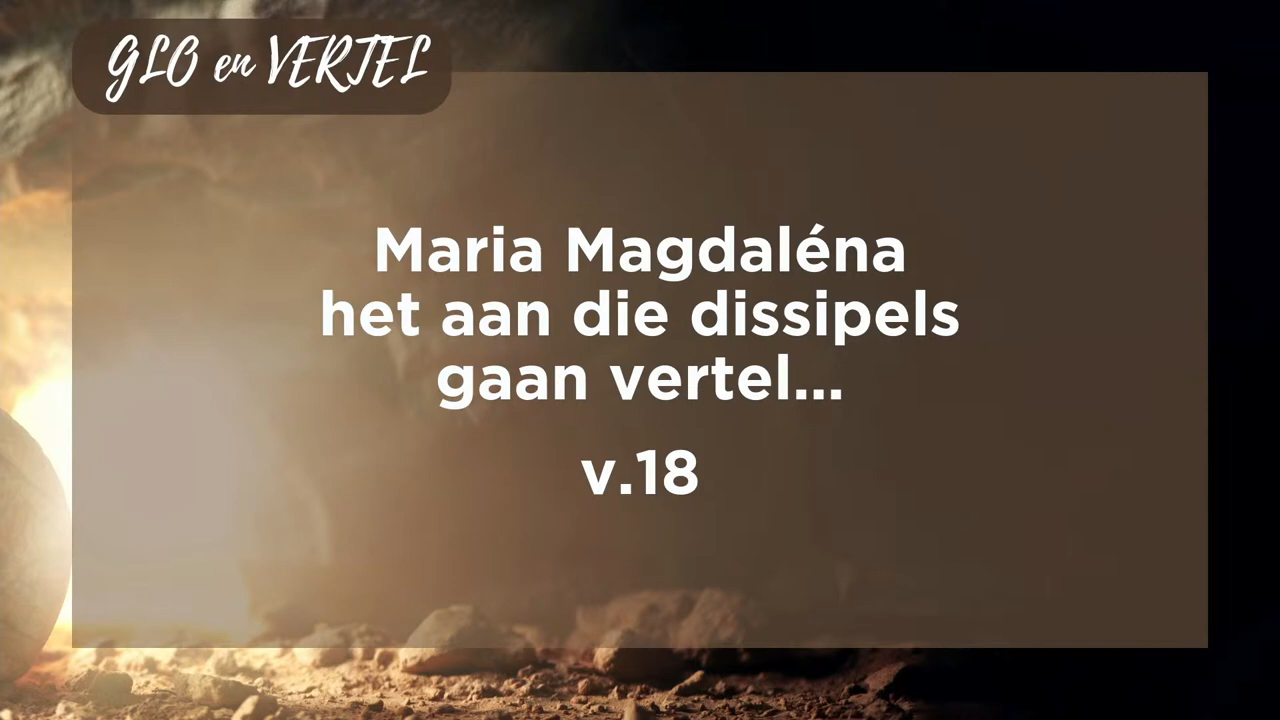 GLO en VERTEL
Maria Magdaléna
het aan die dissipels
gaan vertel...
v.18